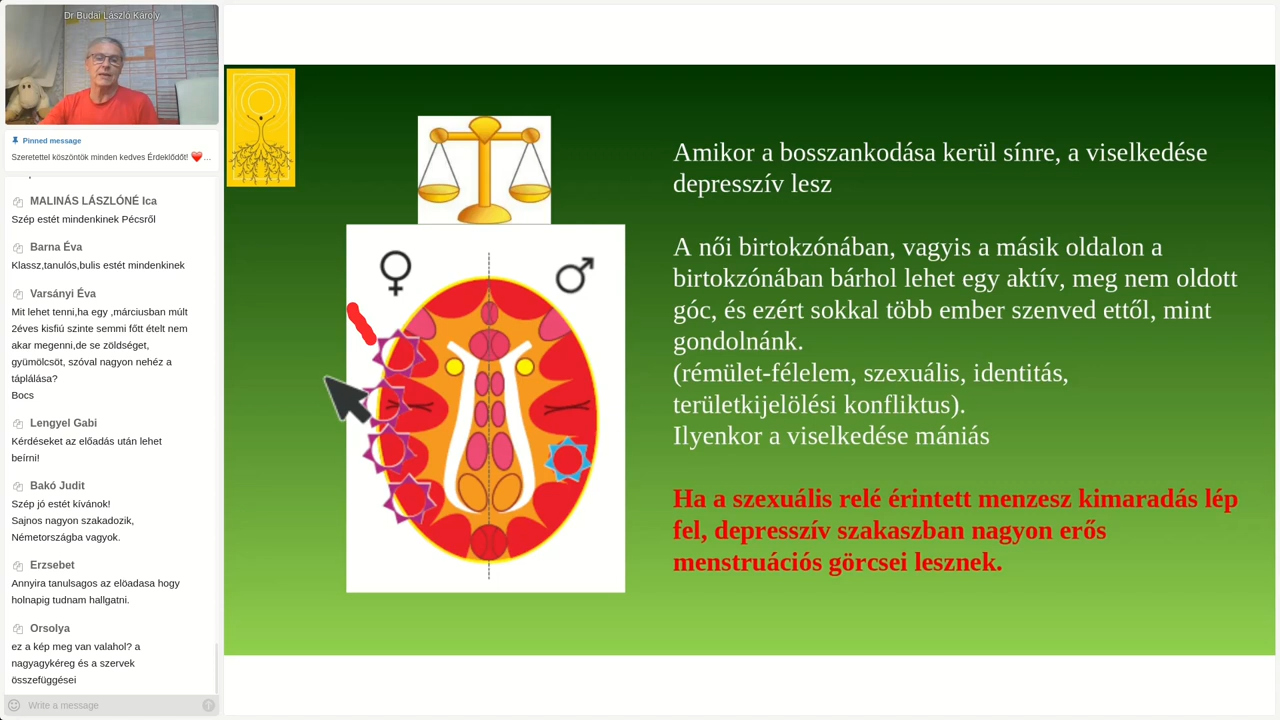 Dr Budai László Károly
Pinned message
Szeretettel köszöntök minden kedves Érdeklődőt! ❤️...
MALINÁS LÁSZLÓNÉ Ica
Szép estét mindenkinek Pécsről
Barna Éva
Klassz,tanulós,bulis estét mindenkinek
Varsányi Éva
Mit lehet tenni,ha egy ,márciusban múlt
2éves kisfiú szinte semmi főtt ételt nem
akar megenni,de se zöldséget,
gyümölcsöt, szóval nagyon nehéz a
táplálása?
Bocs
Lengyel Gabi
Kérdéseket az előadás után lehet
beírni!
Bakó Judit
Szép jó estét kívánok!
Sajnos nagyon szakadozik,
Németországba vagyok.
Erzsebet
Annyira tanulsagos az elöadasa hogy
holnapig tudnam hallgatni.
Orsolya
ez a kép meg van valahol? a
nagyagykéreg és a szervek
összefüggései
Write a message
Amikor a bosszankodása kerül sínre, a viselkedése
depresszív lesz
A női birtokzónában, vagyis a másik oldalon a
birtokzónában bárhol lehet egy aktív, meg nem oldott
góc, és ezért sokkal több ember szenved ettől, mint
gondolnánk.
(rémület-félelem, szexuális, identitás,
területkijelölési konfliktus).
Ilyenkor a viselkedése mániás
Ha a szexuális relé érintett menzesz kimaradás lép
fel, depresszív szakaszban nagyon erős
menstruációs görcsei lesznek.